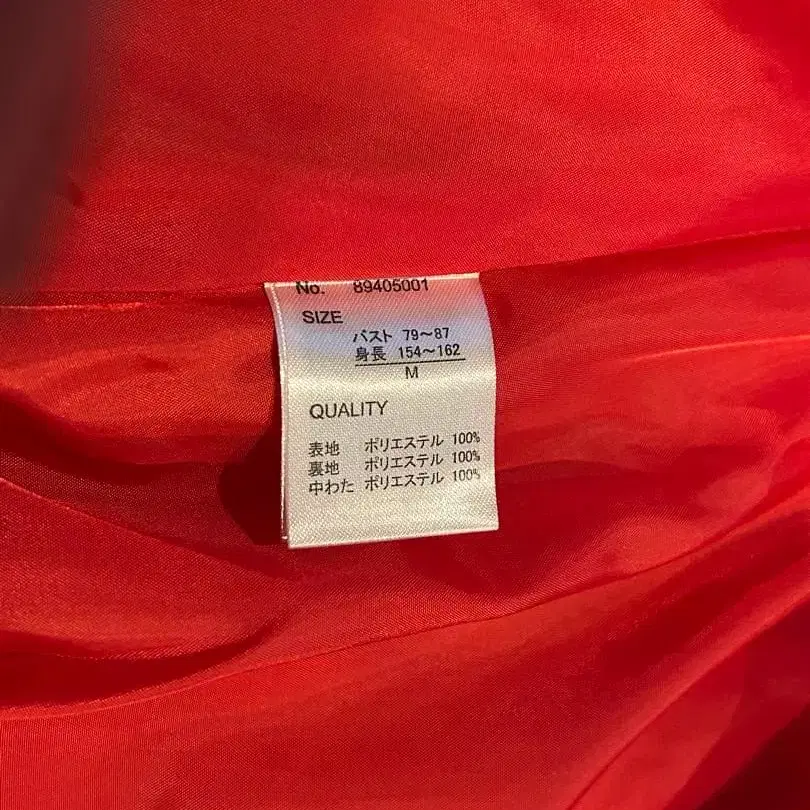 No. 89405001
SIZE
バスト 79～87
身長 154～162
M
QUALITY
表地 ポリエステル 100%
裏地 ポリエステル 100%
中わた ポリエステル 100%